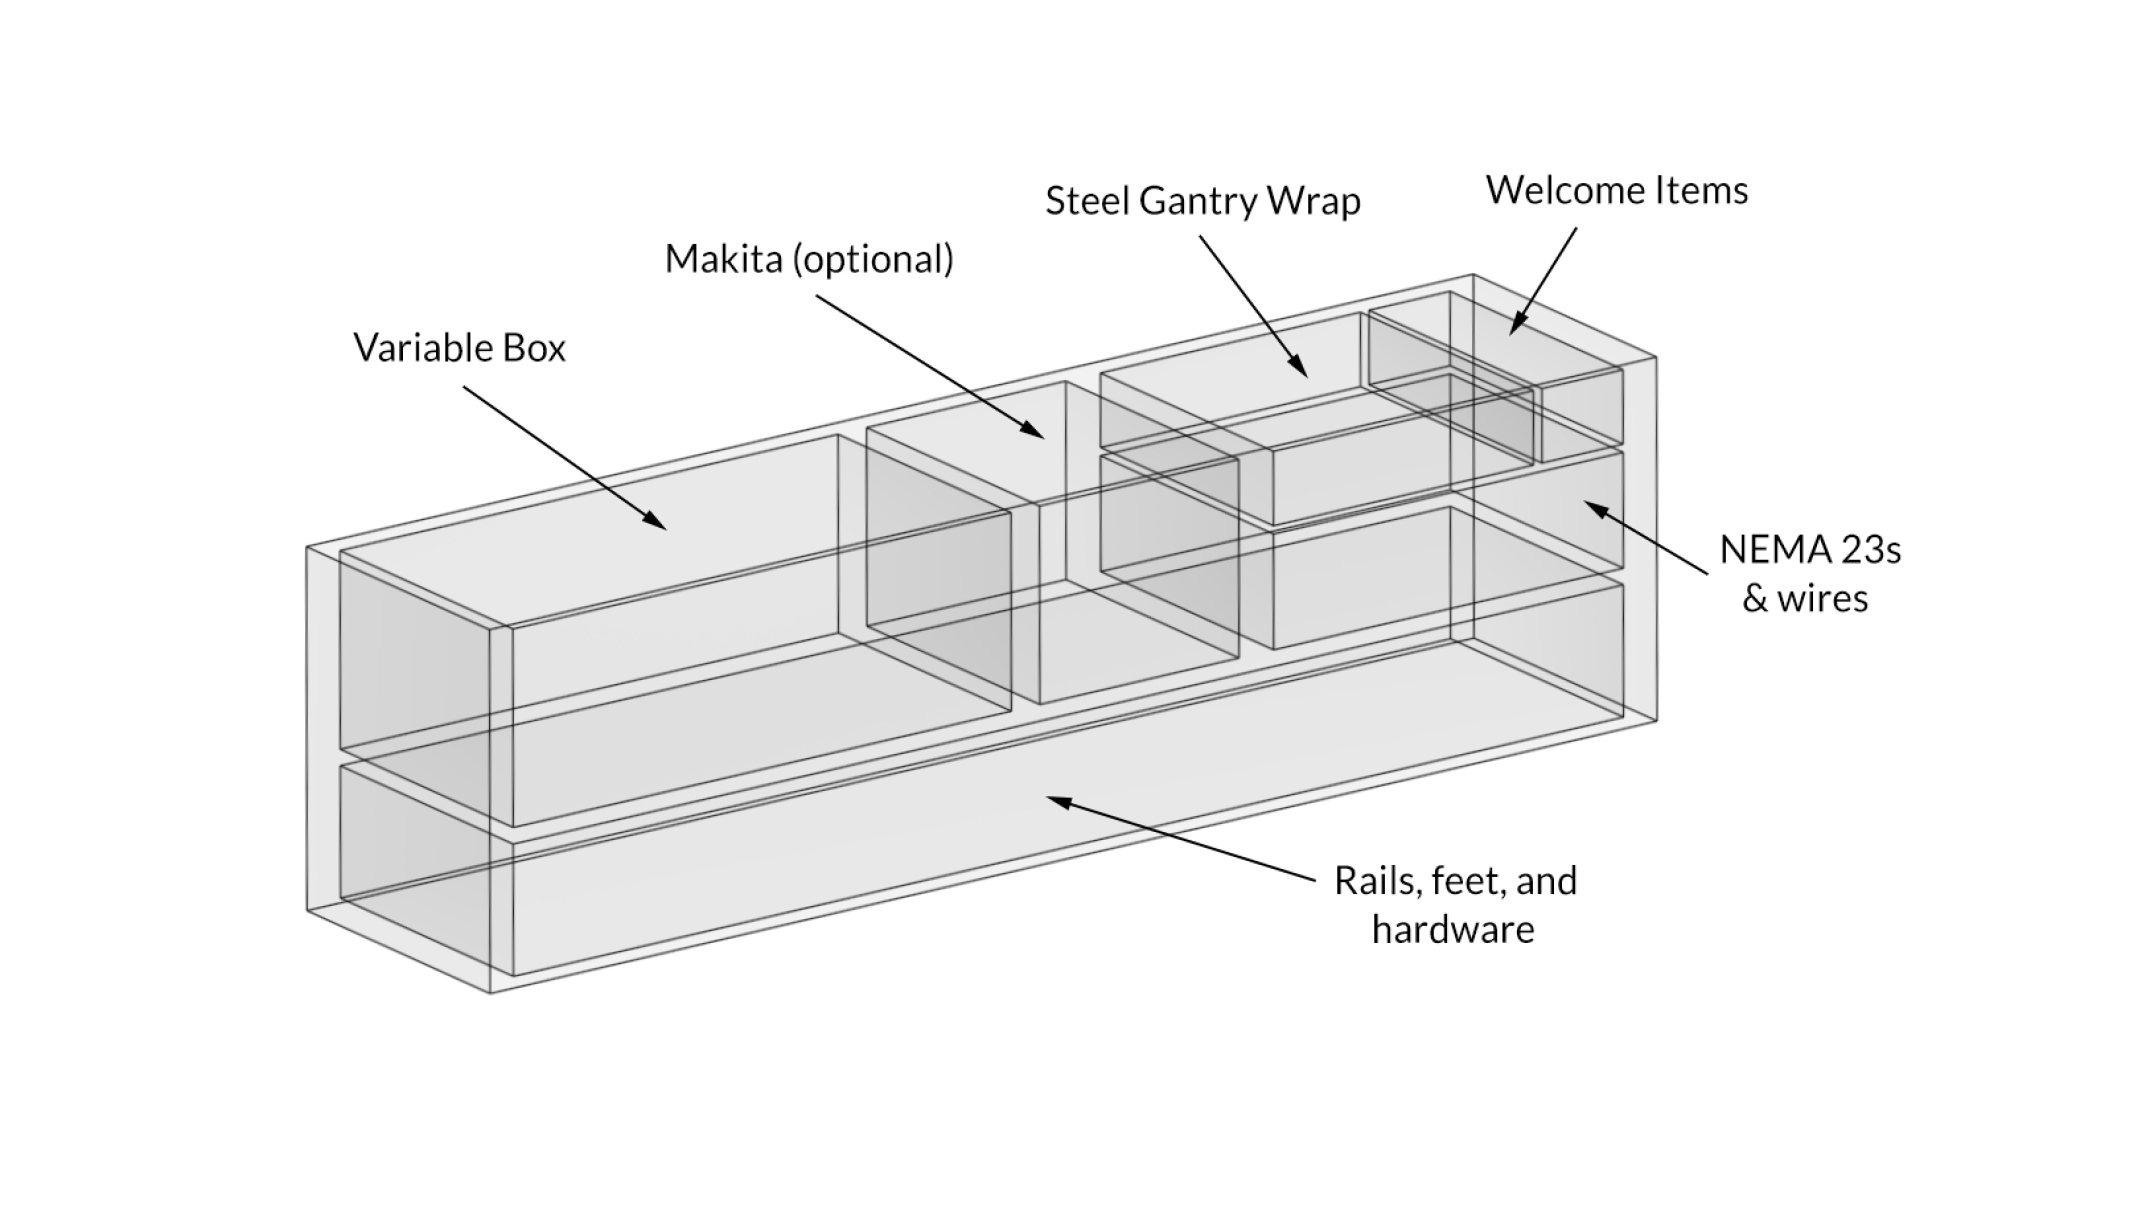 Welcome Items
Steel Gantry Wrap
Makita (optional)
Variable Box
NEMA 23s
& wires
Rails, feet, and
hardware